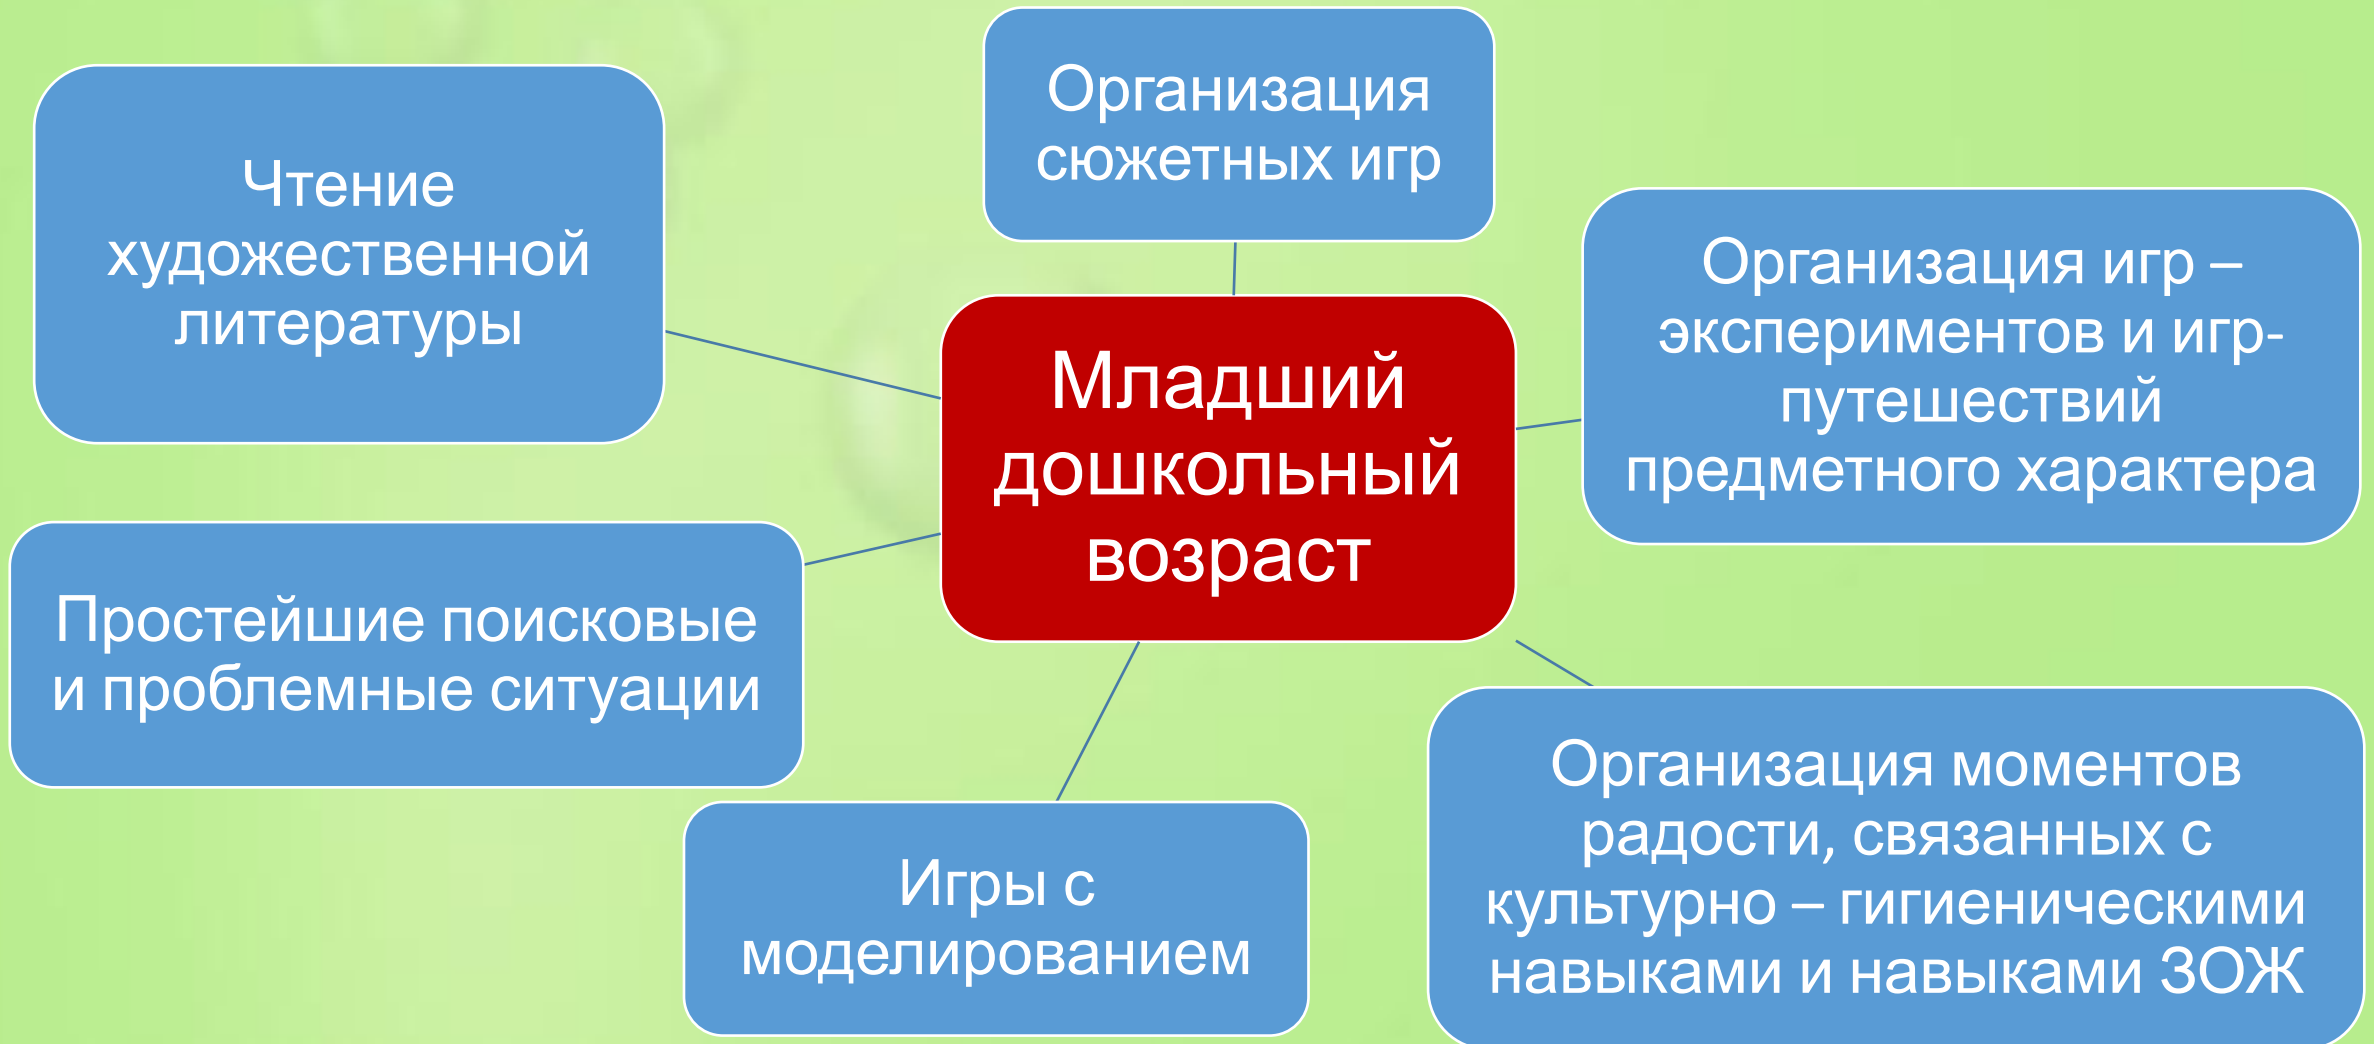 Организация
сюжетных игр
Чтение
художественной
литературы
Организация игр –
экспериментов и игр-
путешествий
предметного характера
Младший
дошкольный
возраст
Простейшие поисковые
и проблемные ситуации
Игры с
моделированием
Организация моментов
радости, связанных с
культурно – гигиеническими
навыками и навыками ЗОЖ